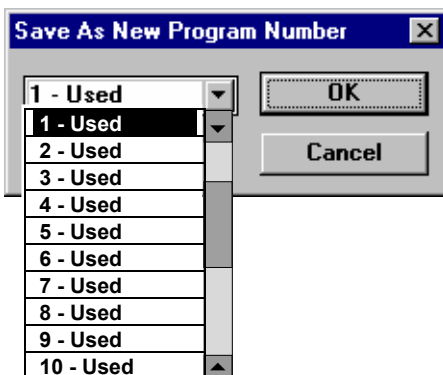 Save As New Program Number
1 - Used
OK
1 - Used
2 - Used
Cancel
3 - Used
4 - Used
5 - Used
6 - Used
7 - Used
8 - Used
9 - Used
10 - Used